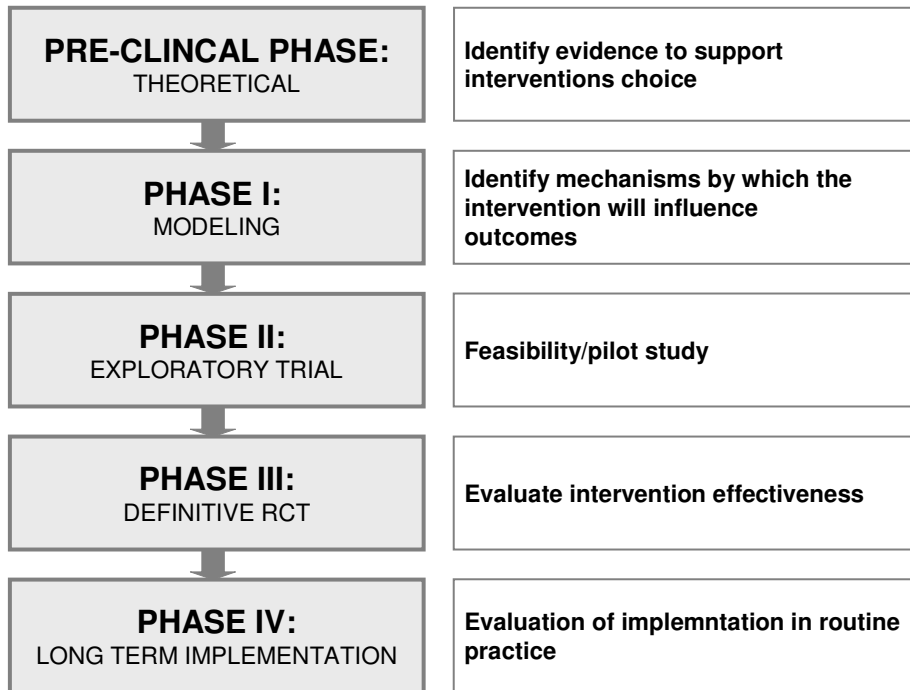 PRE-CLINCAL PHASE:
THEORETICAL
Identify evidence to support
interventions choice
PHASE I:
MODELING
Identify mechanisms by which the
intervention will influence
outcomes
PHASE II:
EXPLORATORY TRIAL
Feasibility/pilot study
PHASE III:
DEFINITIVE RCT
Evaluate intervention effectiveness
PHASE IV:
LONG TERM IMPLEMENTATION
Evaluation of implemntation in routine
practice